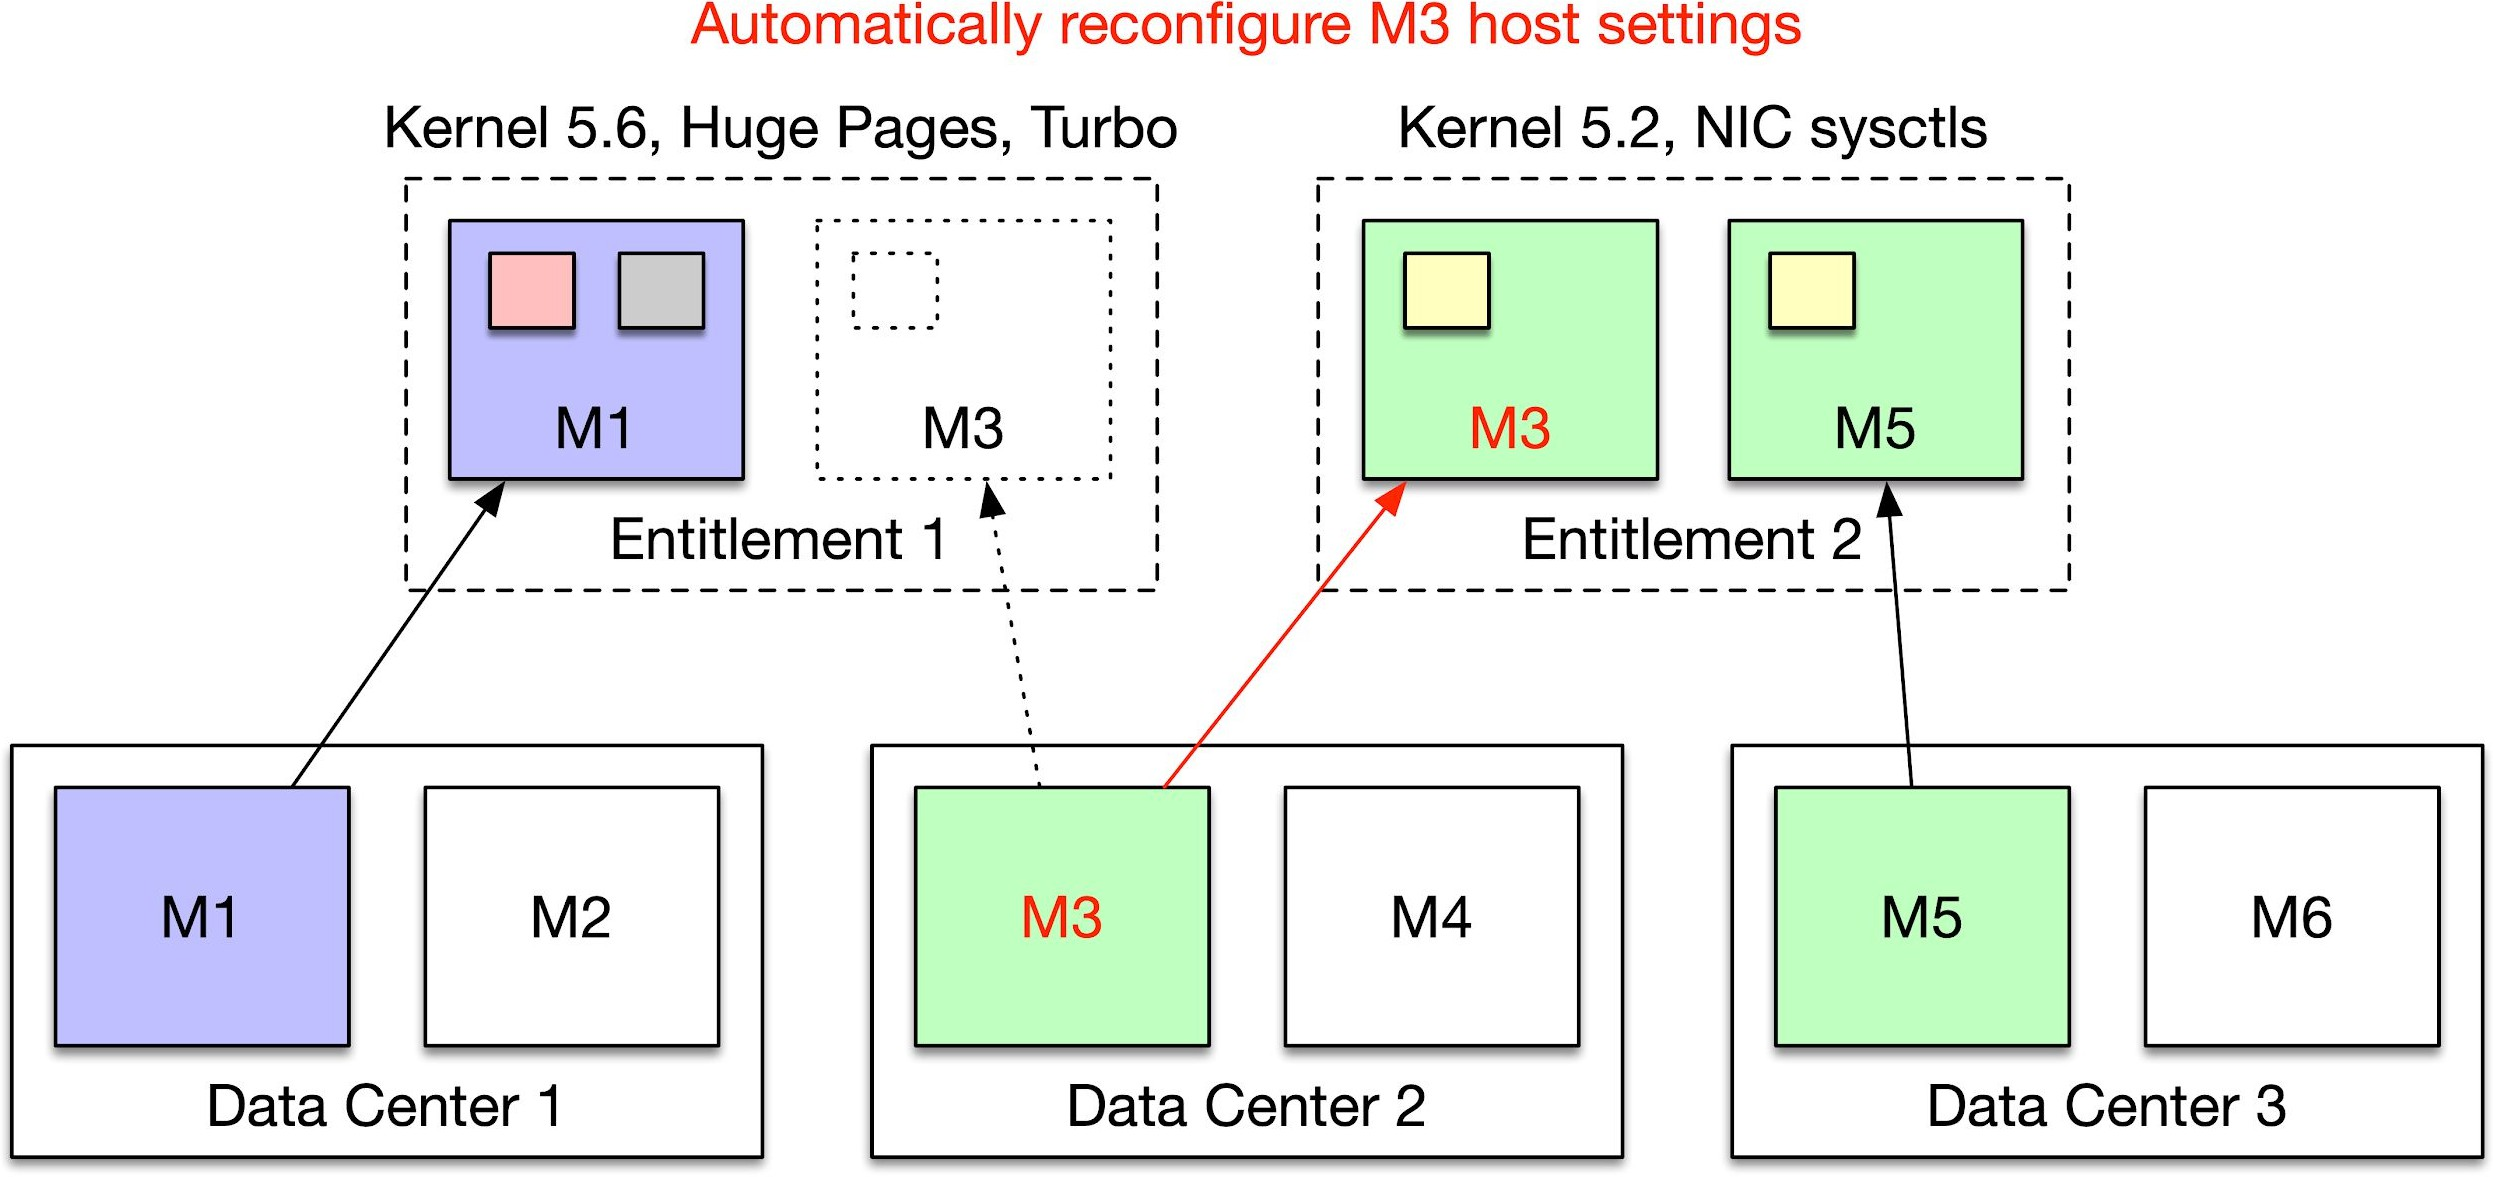 Automatically reconfigure M3 host settings
Kernel 5.6, Huge Pages, Turbo
Kernel 5.2, NIC sysctls
M1
M3
M3
M5
Entitlement 1
Entitlement 2
M1
M2
M3
M4
M5
M6
Data Center 1
Data Center 2
Data Center 3